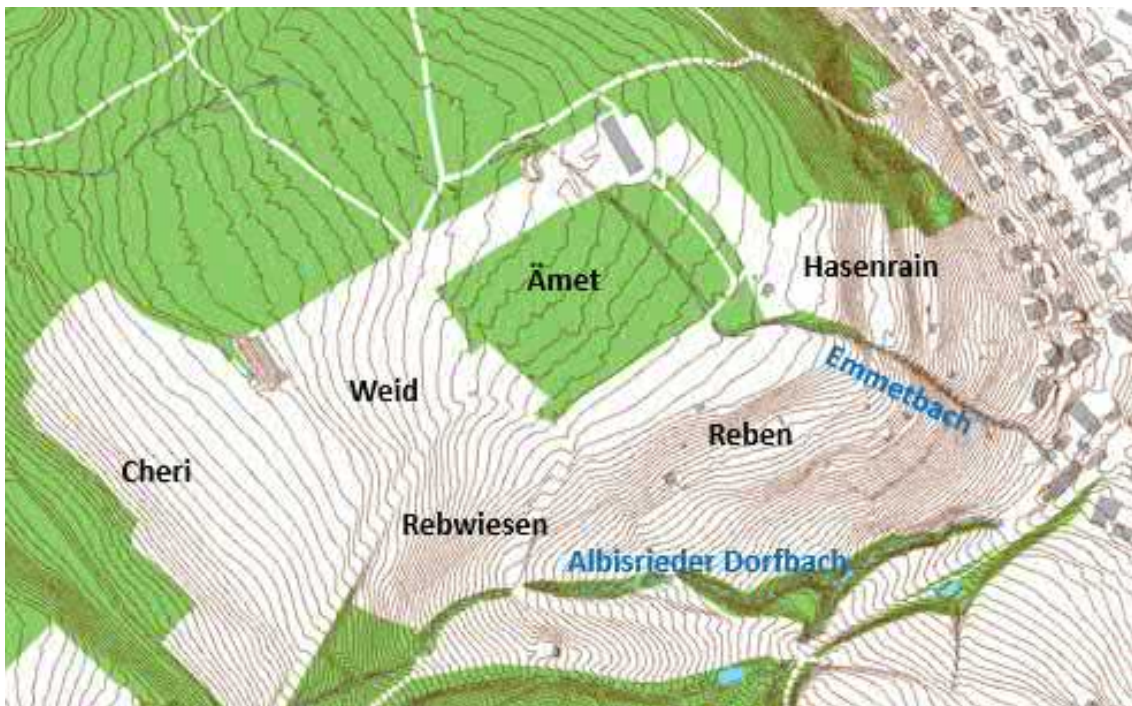 Hasenrain
Ämet
Emmetbach
Weid
Reben
Cheri
Rebwiesen
Albisrieder Dorfbach